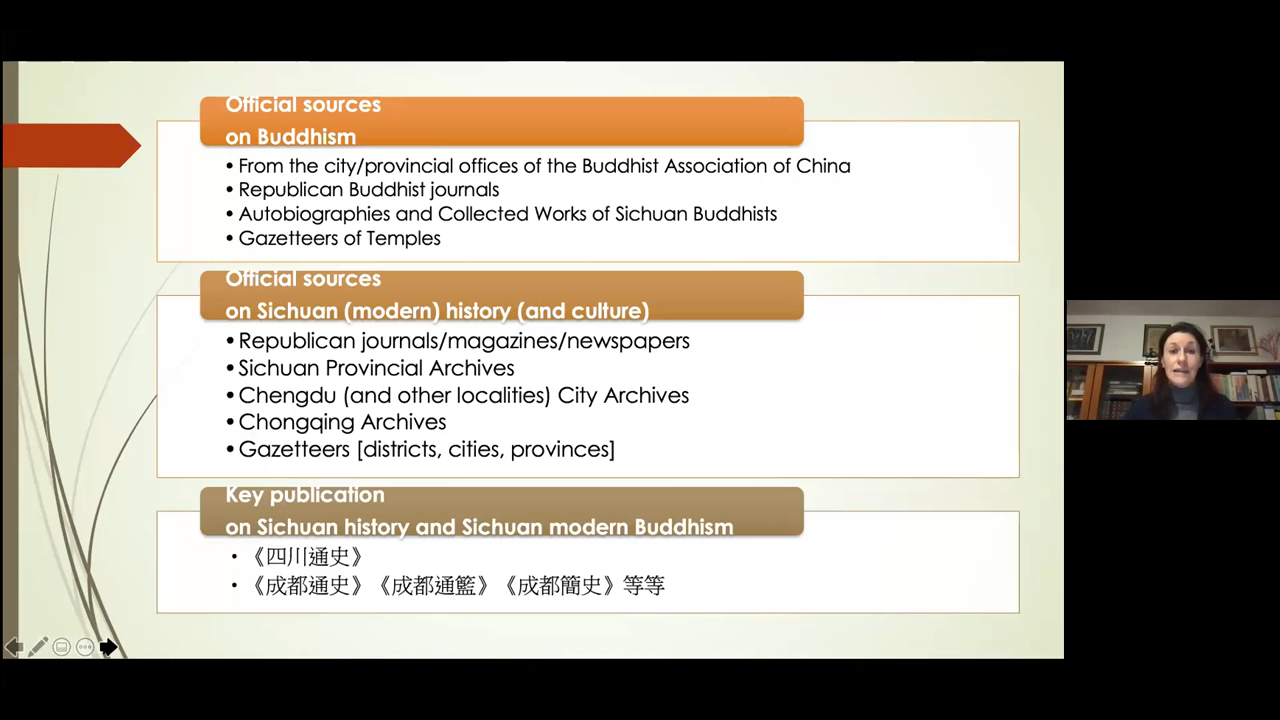 Official sources
on Buddhism
• From the city/provincial offices of the Buddhist Association of China
• Republican Buddhist journals
• Autobiographies and Collected Works of Sichuan Buddhists
• Gazetteers of Temples
Official sources
on Sichuan (modern) history (and culture)
• Republican journals/magazines/newspapers
• Sichuan Provincial Archives
• Chengdu (and other localities) City Archives
• Chongqing Archives
• Gazetteers [districts, cities, provinces]
Key publication
on Sichuan history and Sichuan modern Buddhism
• 《四川通史》
• 《成都通史》《成都通籃》《成都簡史》等等